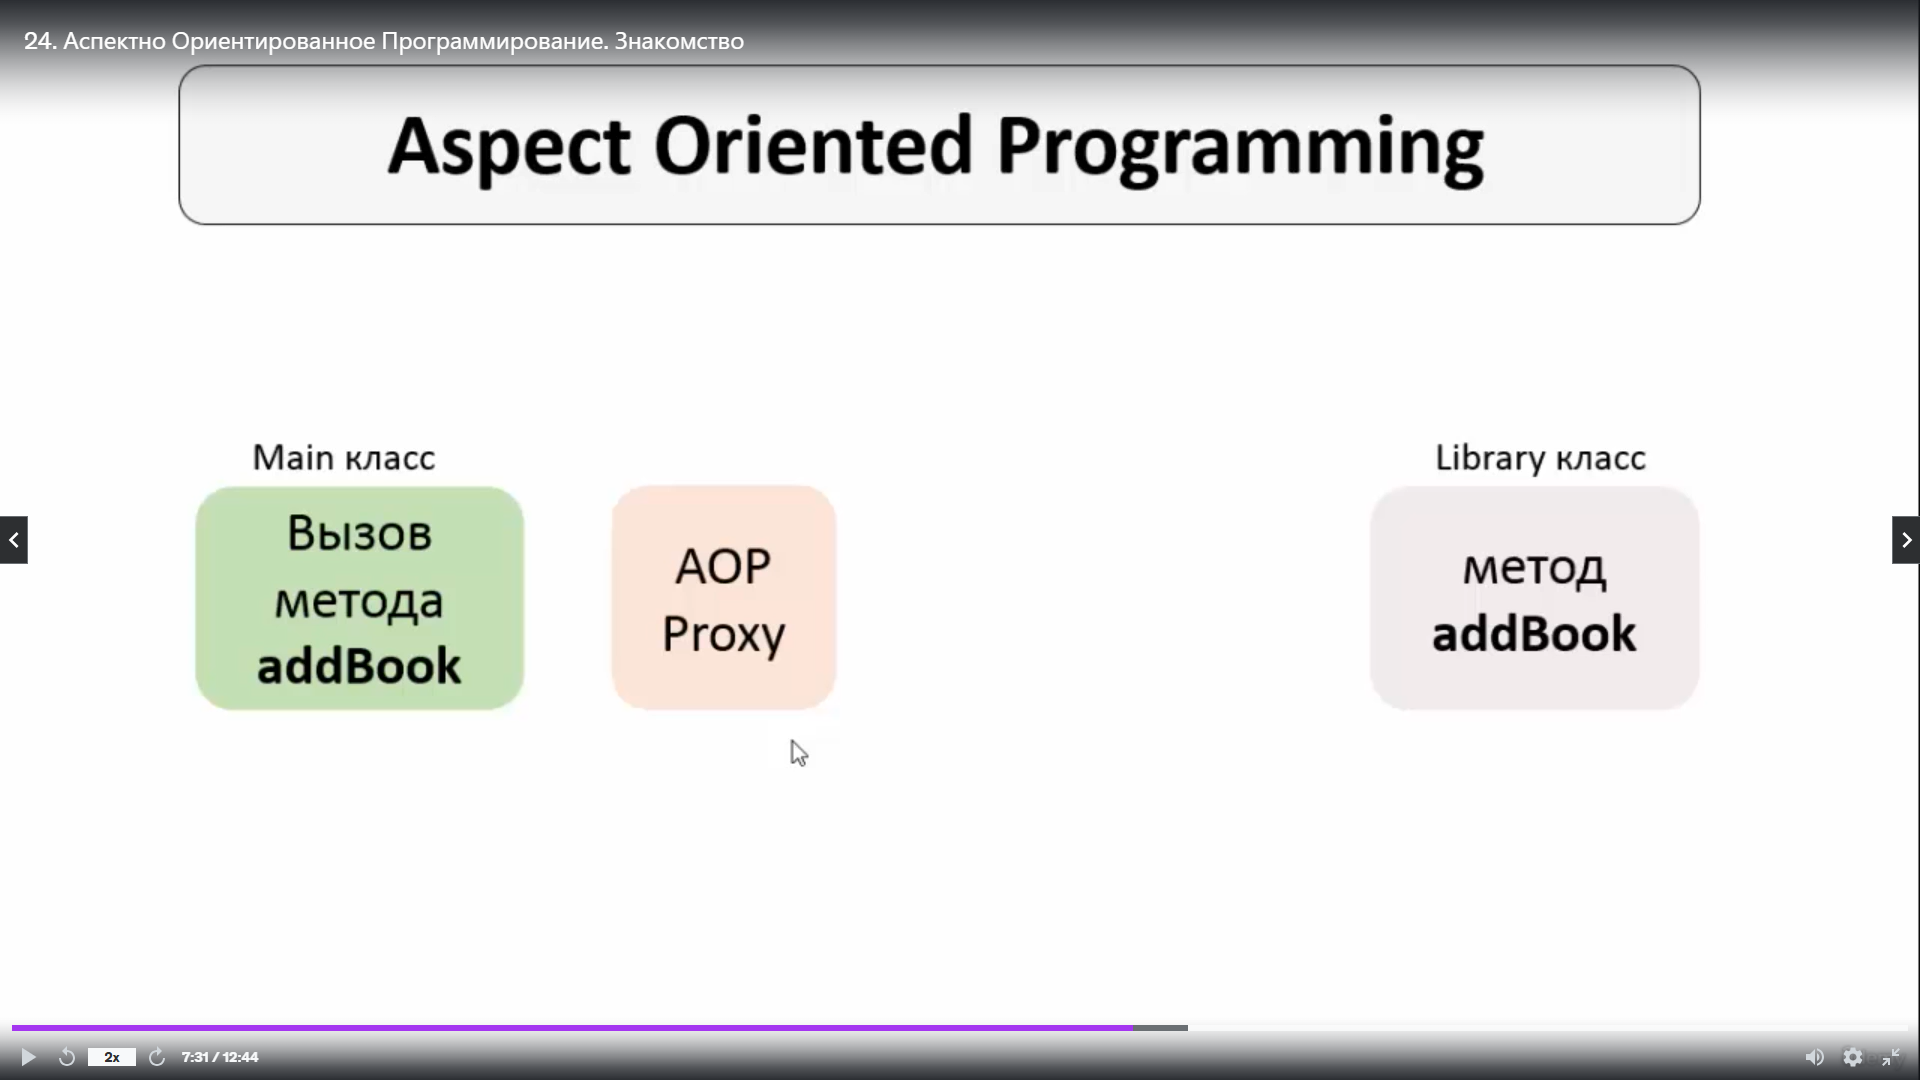 24. Аспектно Ориентированное Программирование. Знакомство
Aspect Oriented Programming
Main класс
Вызов
метода
addBook
AOP
Proxy
Library класс
метод
addBook
2x
7:31 / 12:44